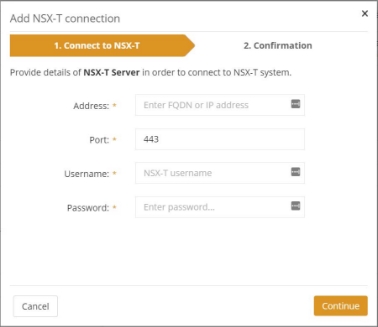 Add NSX-T connection
x
1. Connect to NSX-T
2. Confirmation
Provide details of NSX-T Server in order to connect to NSX-T system.
Address: * Enter FQDN or IP address
Port: * 443
Username: * NSX-T username
Password: * Enter password...
Cancel
Continue